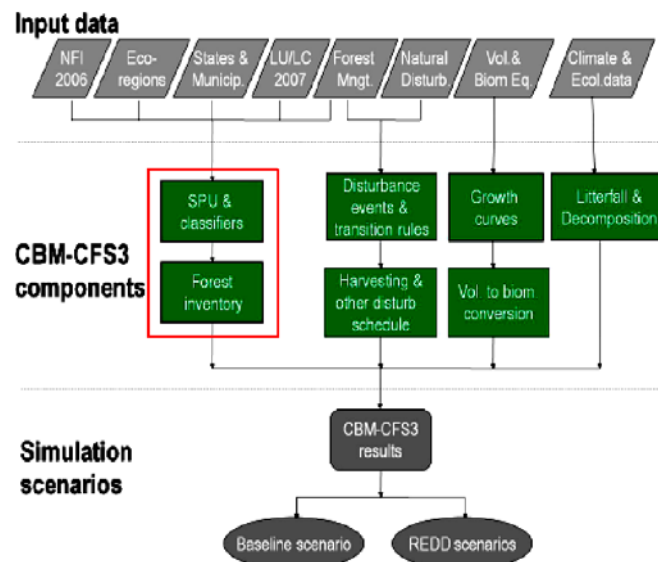 Input data
NFI
2006
Eco-
regions
States &
Municip.
LU/LC
2007
Forest
Mngt.
Natural
Disturb.
Vol.&
Biom Eq.
Climate &
Ecol.data
CBM-CFS3
components
SPU &
classifiers
Forest
inventory
Disturbance
events &
transition rules
Harvesting &
other disturb
schedule
Growth
curves
Vol. to biom
conversion
Litterfall &
Decomposition
Simulation
scenarios
CBM-CFS3
results
Baseline scenario
REDD scenarios